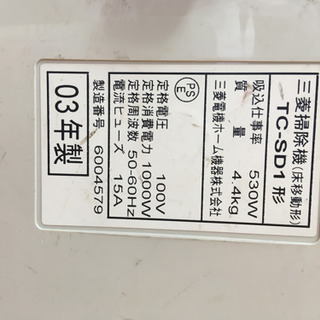 三菱掃除機(床移動形)
TC-SD1形
吸込仕事率 530W
質量 4.4kg
三菱電機ホーム機器株式会社
PS
E
定格電圧 100V
定格消費電力 1000W
定格周波数 50-60Hz
電流ヒューズ 15A
製造番号 6004579
03年製